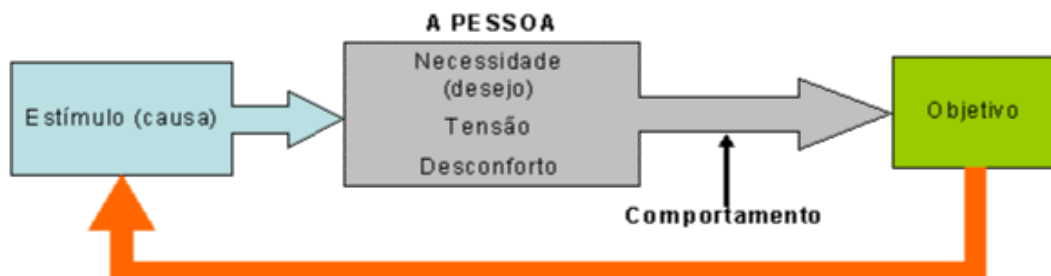 A PESSOA
Estímulo (causa)
Necessidade
(desejo)
Tensão
Desconforto
Objetivo
Comportamento